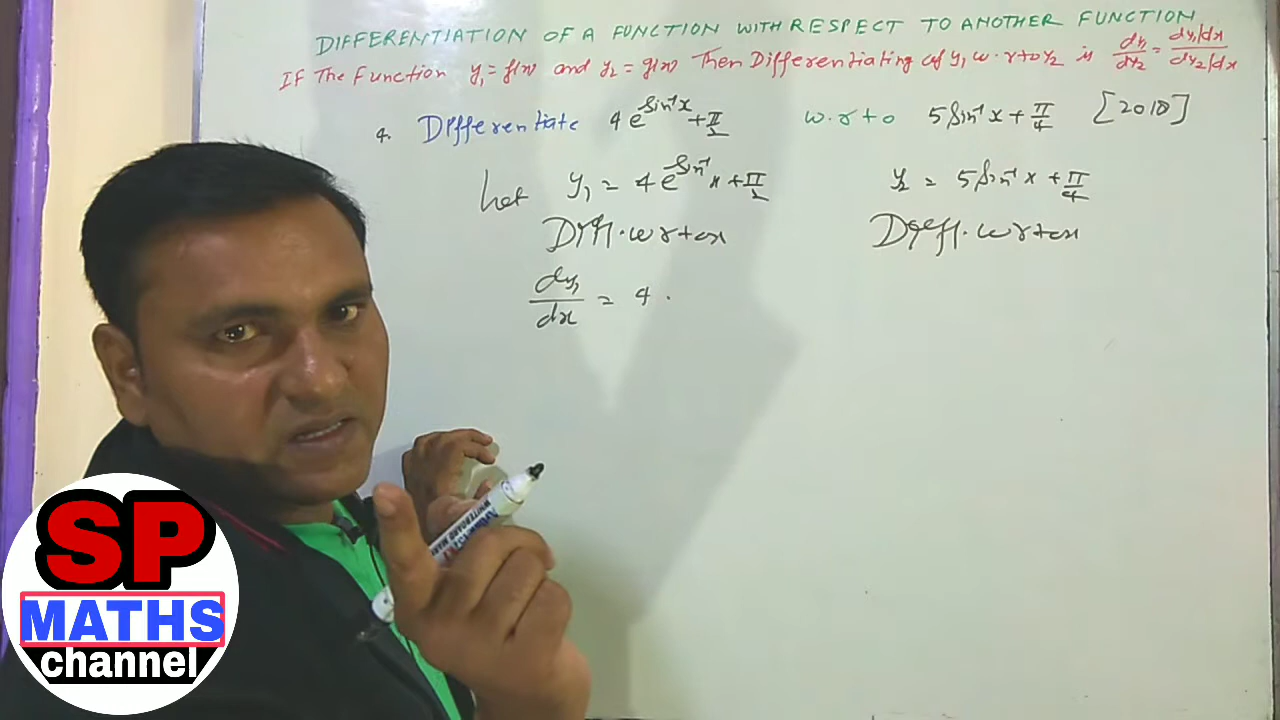 DIFFERENTIATION OF A FUNCTION WITH RESPECT TO ANOTHER FUNCTION
IF The Function y₁ = f(x) and y₂ = g(x) Then Differentiating of y₁ w.r to y₂ is dy₁/dy₂ = (dy₁/dx)/(dy₂/dx)
4. Differentiate 4e^(Sin⁻¹x) + π/2 w.r to 5Sin⁻¹x + π/4 [2018]
Let y₁ = 4e^(Sin⁻¹x) + π/2 y₂ = 5Sin⁻¹x + π/4
Diff. w r to x Diff. w r to x
dy₁/dx = 4 .
WHITEBOARD MARK
SP
MATHS
channel